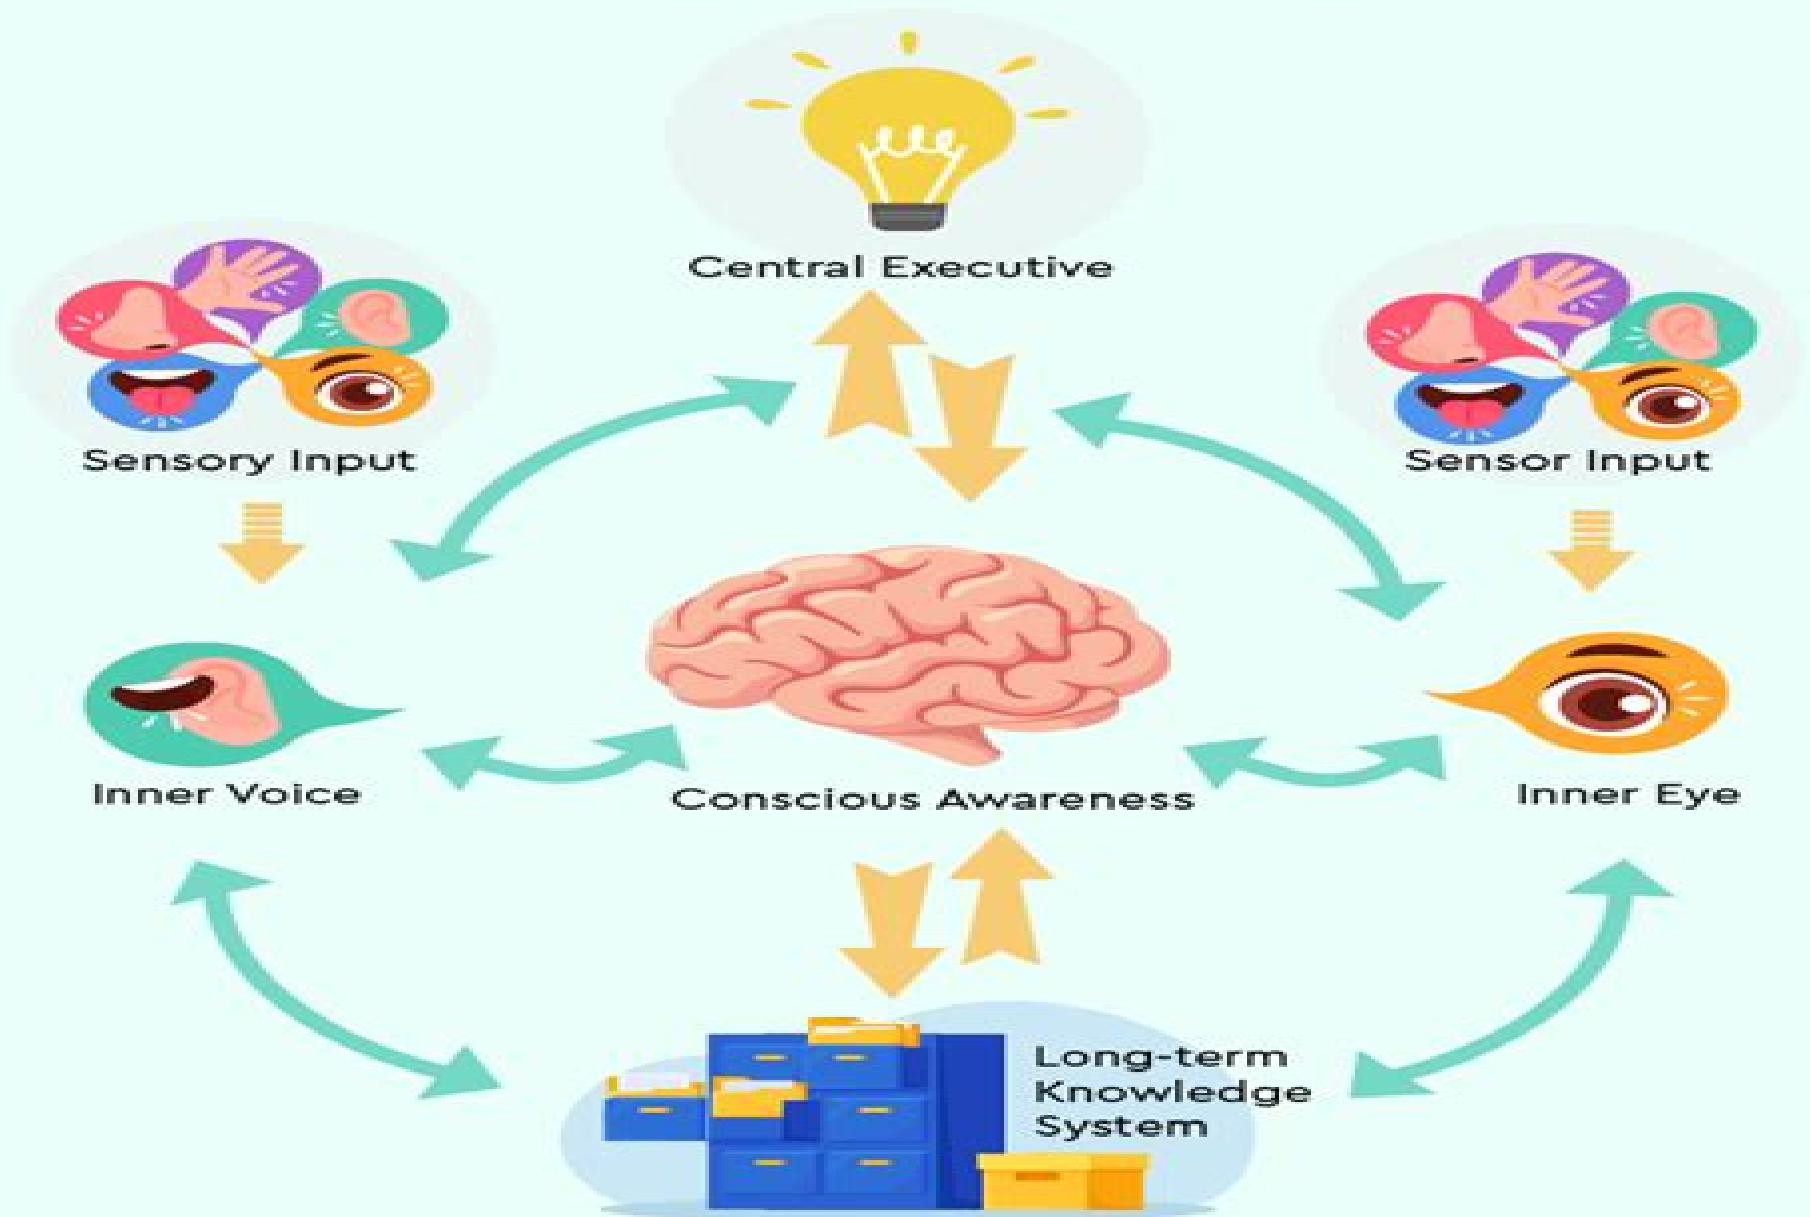 Central Executive
Sensory Input
Sensor Input
Inner Voice
Conscious Awareness
Inner Eye
Long-term
Knowledge
System